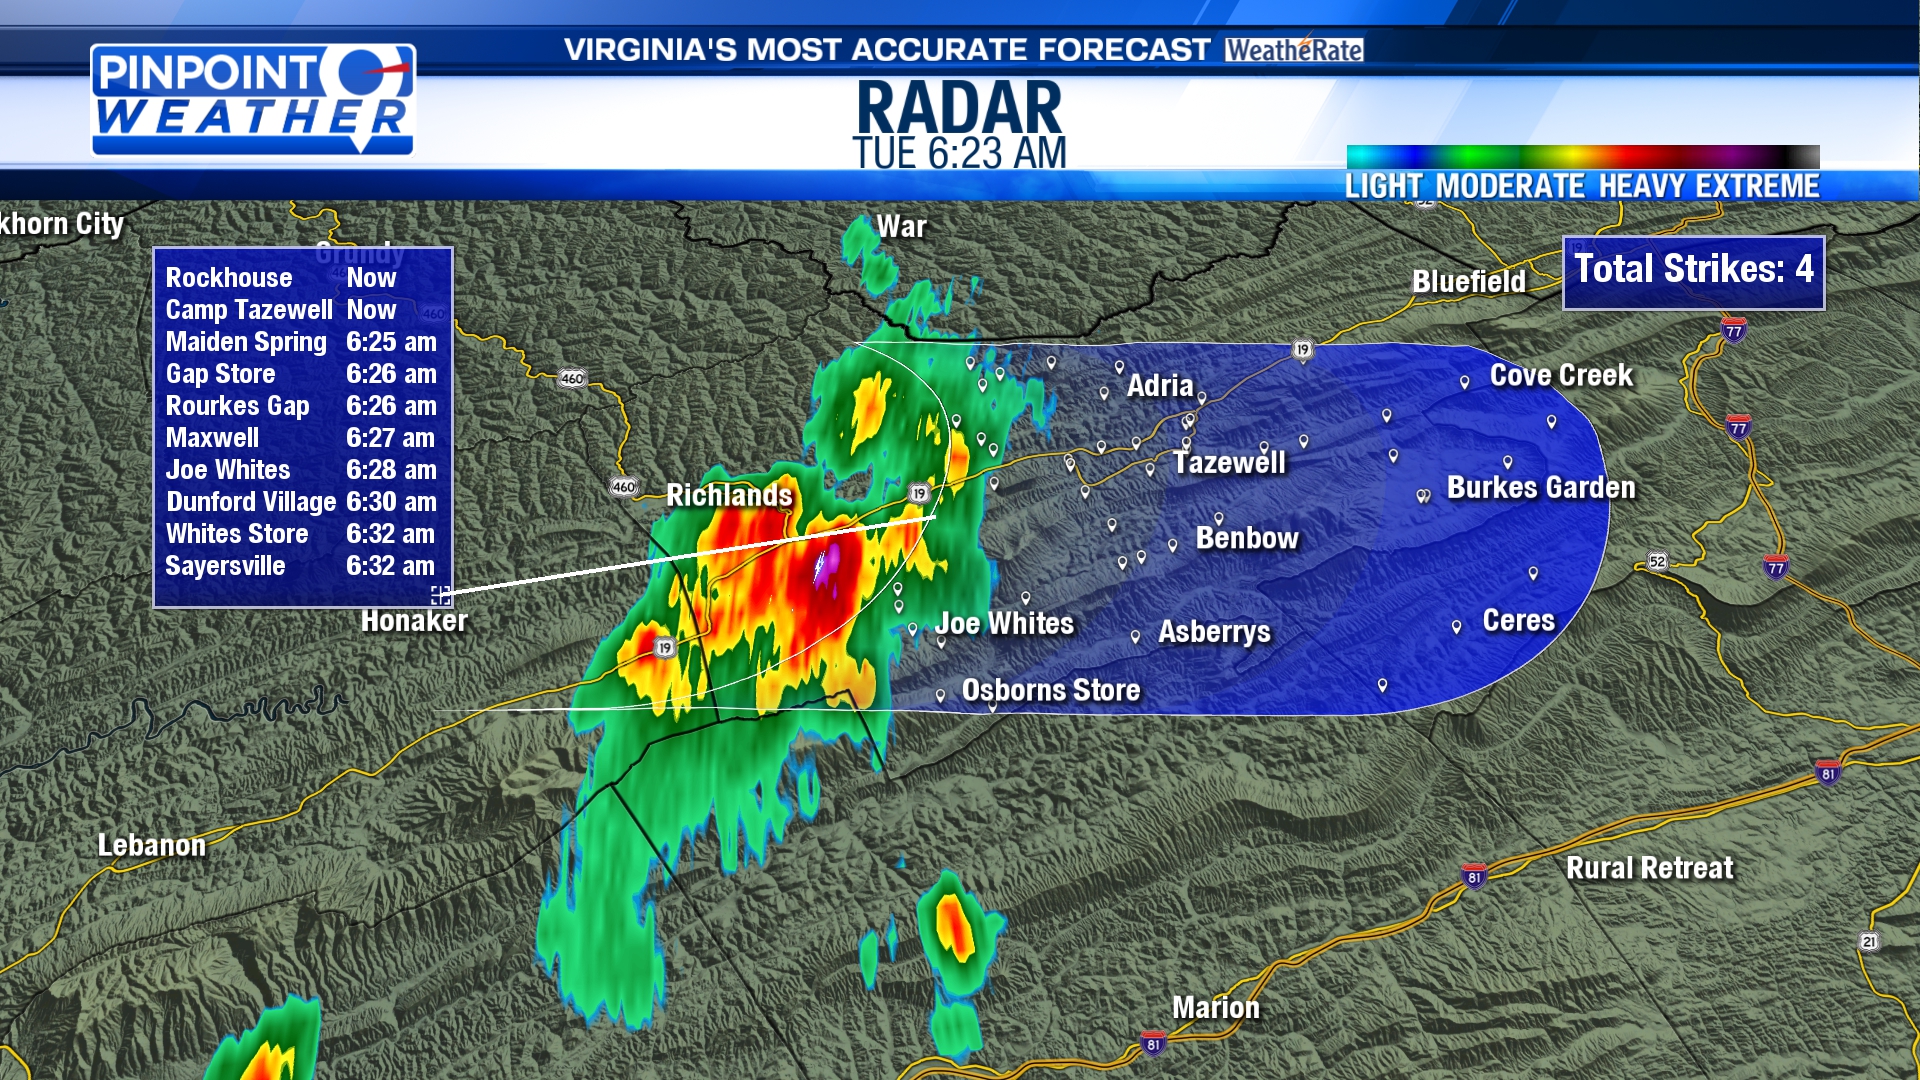 VIRGINIA'S MOST ACCURATE FORECAST WeatheRate
PINPOINT
WEATHER
RADAR
TUE 6:23 AM
LIGHT MODERATE HEAVY EXTREME
khorn City
War
Grundy
Bluefield
Total Strikes: 4
Rockhouse Now
Camp Tazewell Now
Maiden Spring 6:25 am
Gap Store 6:26 am
Rourkes Gap 6:26 am
Maxwell 6:27 am
Joe Whites 6:28 am
Dunford Village 6:30 am
Whites Store 6:32 am
Sayersville 6:32 am
52
19
460
460
77
19
460
Adria
Cove Creek
77
Tazewell
Richlands
460
19
Burkes Garden
Benbow
52
77
Honaker
Joe Whites
Asberrys
Ceres
19
Osborns Store
81
Lebanon
Rural Retreat
81
21
Marion
81